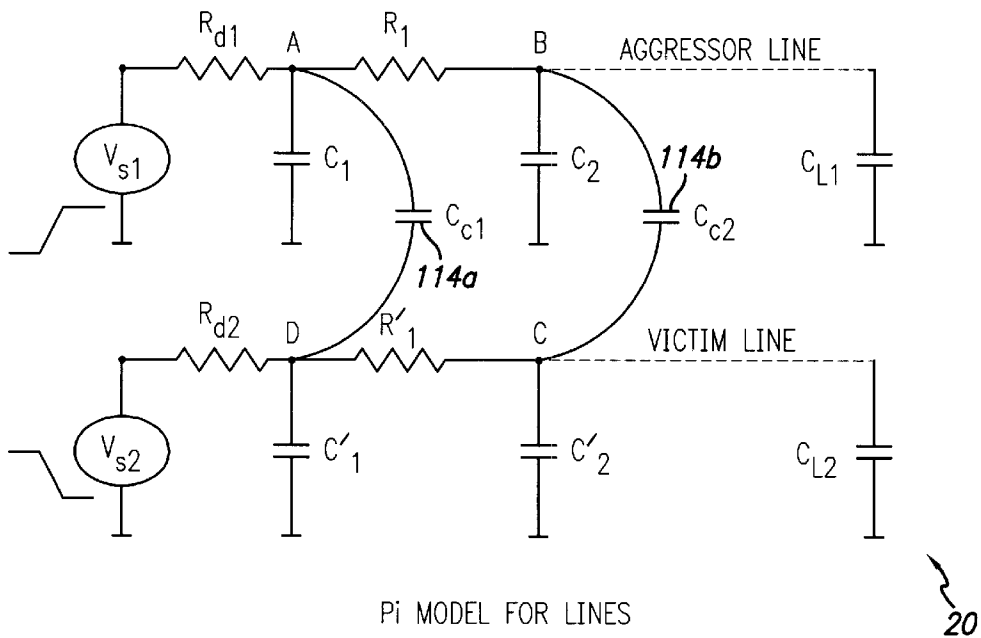 R_d1
A
R_1
B
AGGRESSOR LINE
V_s1
C_1
C_c1
114a
C_2
114b
C_c2
C_L1
R_d2
D
R'_1
C
VICTIM LINE
V_s2
C'_1
C'_2
C_L2
Pi MODEL FOR LINES
20